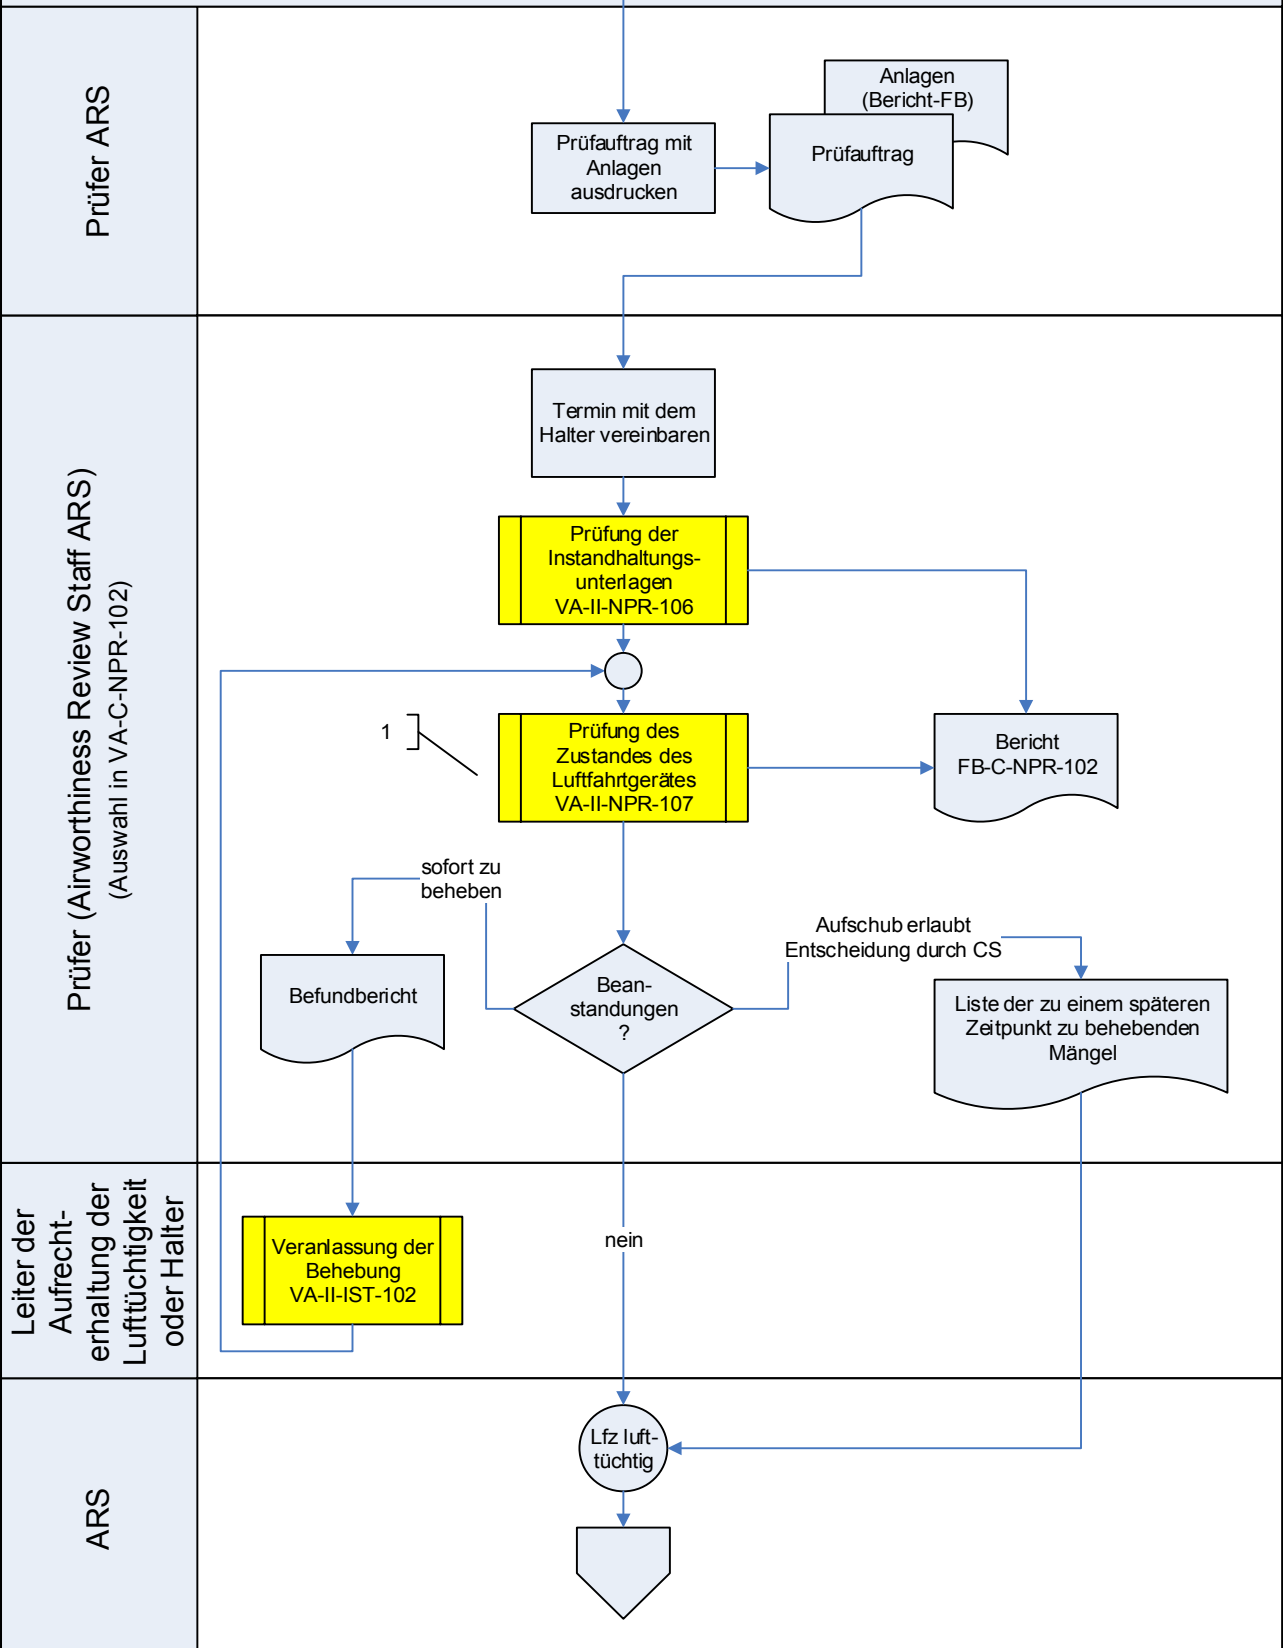 Prüfer ARS
Anlagen
(Bericht-FB)
Prüfauftrag mit
Anlagen
ausdrucken
Prüfauftrag
Prüfer (Airworthiness Review Staff ARS)
(Auswahl in VA-C-NPR-102)
Termin mit dem
Halter vereinbaren
Prüfung der
Instandhaltungs-
unterlagen
VA-II-NPR-106
1
Prüfung des
Zustandes des
Luftfahrtgerätes
VA-II-NPR-107
Bericht
FB-C-NPR-102
sofort zu
beheben
Aufschub erlaubt
Entscheidung durch CS
Befundbericht
Bean-
standungen
?
Liste der zu einem späteren
Zeitpunkt zu behebenden
Mängel
Leiter der
Aufrecht-
erhaltung der
Lufttüchtigkeit
oder Halter
Veranlassung der
Behebung
VA-II-IST-102
nein
ARS
Lfz luft-
tüchtig